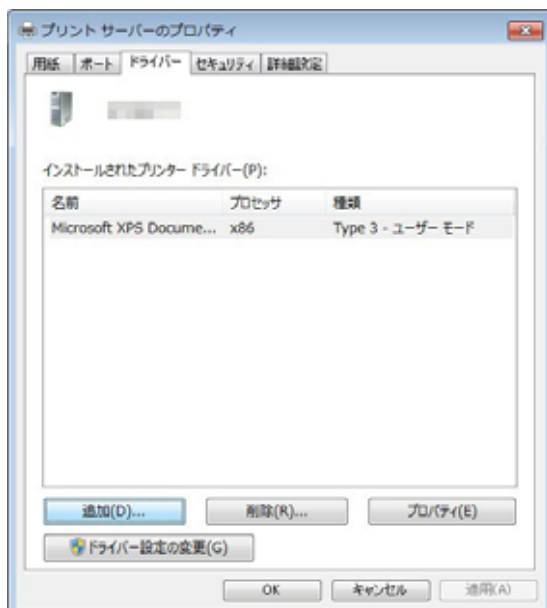 プリント サーバーのプロパティ
用紙 ポート ドライバー セキュリティ 詳細設定
インストールされたプリンター ドライバー(P):
名前 プロセッサ 種類
Microsoft XPS Docume... x86 Type 3 - ユーザー モード
追加(D)... 削除(R)... プロパティ(E)
ドライバー設定の変更(G)
OK キャンセル 適用(A)